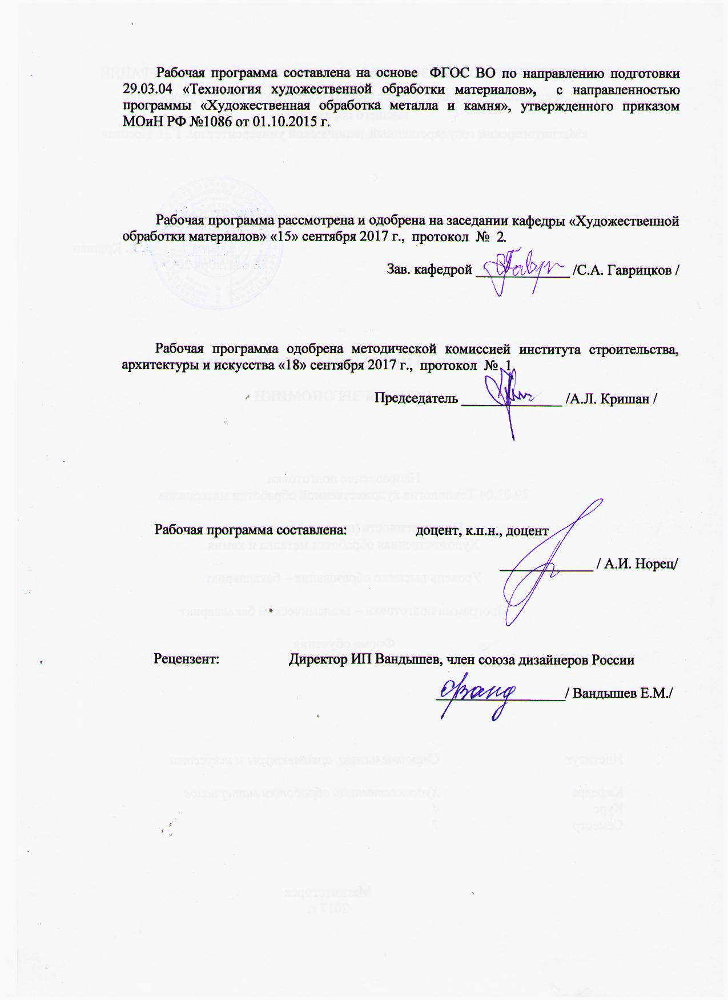 Рабочая программа составлена на основе ФГОС ВО по направлению подготовки
29.03.04 «Технология художественной обработки материалов», с направленностью
программы «Художественная обработка металла и камня», утвержденного приказом
МОиН РФ №1086 от 01.10.2015 г.
Рабочая программа рассмотрена и одобрена на заседании кафедры «Художественной
обработки материалов» «15» сентября 2017 г., протокол № 2.
Зав. кафедрой _____________ /С.А. Гаврицков /
Рабочая программа одобрена методической комиссией института строительства,
архитектуры и искусства «18» сентября 2017 г., протокол № 1.
Председатель ______________ /А.Л. Кришан /
Рабочая программа составлена: доцент, к.п.н., доцент
_____________ / А.И. Норец/
Рецензент: Директор ИП Вандышев, член союза дизайнеров России
__________________/ Вандышев Е.М./